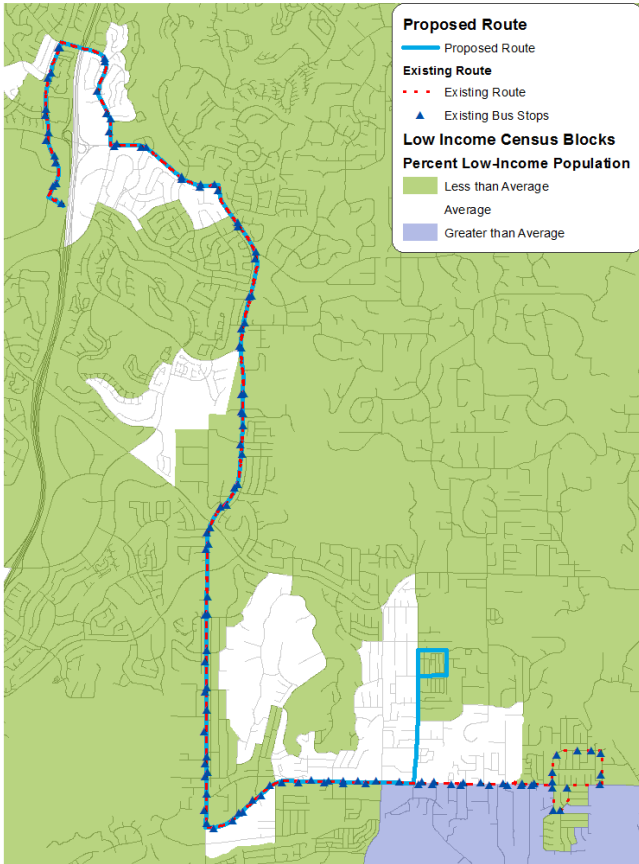 Proposed Route
Proposed Route
Existing Route
Existing Route
Existing Bus Stops
Low Income Census Blocks
Percent Low-Income Population
Less than Average
Average
Greater than Average